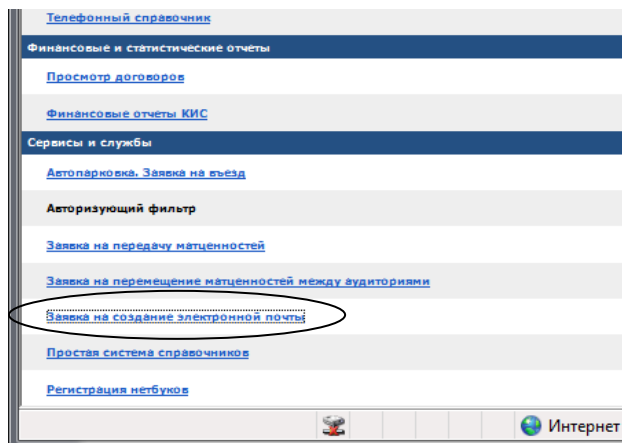 Телефонный справочник
Финансовые и статистические отчеты
Просмотр договоров
Финансовые отчеты КИС
Сервисы и службы
Автопарковка. Заявка на въезд
Авторизующий фильтр
Заявка на передачу матценностей
Заявка на перемещение матценностей между аудиториями
Заявка на создание электронной почты
Простая система справочников
Регистрация нетбуков
Интернет